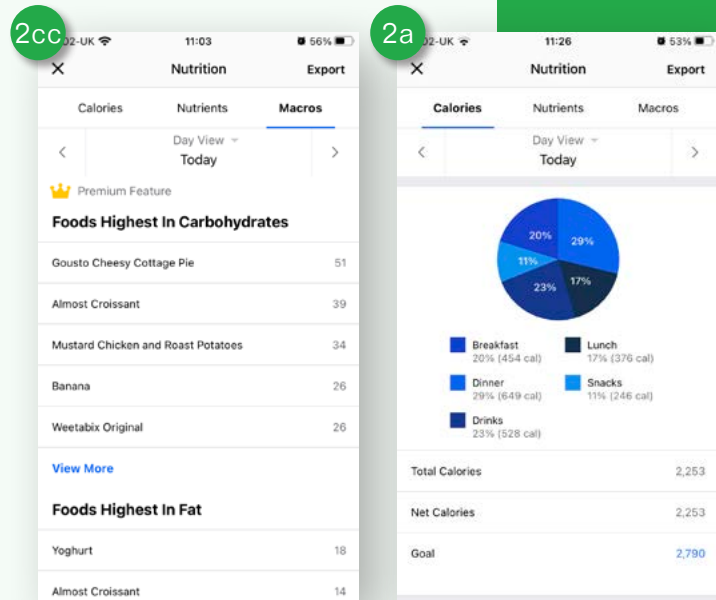 2cc
O2-UK 11:03 56%
Nutrition Export
Calories Nutrients Macros
Day View
Today
Premium Feature
Foods Highest In Carbohydrates
Gousto Cheesy Cottage Pie 51
Almost Croissant 39
Mustard Chicken and Roast Potatoes 34
Banana 26
Weetabix Original 26
View More
Foods Highest In Fat
Yoghurt 18
Almost Croissant 14
2a
2-UK 11:26 53%
Nutrition Export
Calories Nutrients Macros
Day View
Today
20% 29%
11% 17%
23%
Breakfast Lunch
20% (454 cal) 17% (376 cal)
Dinner Snacks
29% (649 cal) 11% (246 cal)
Drinks
23% (528 cal)
Total Calories 2,253
Net Calories 2,253
Goal 2,790